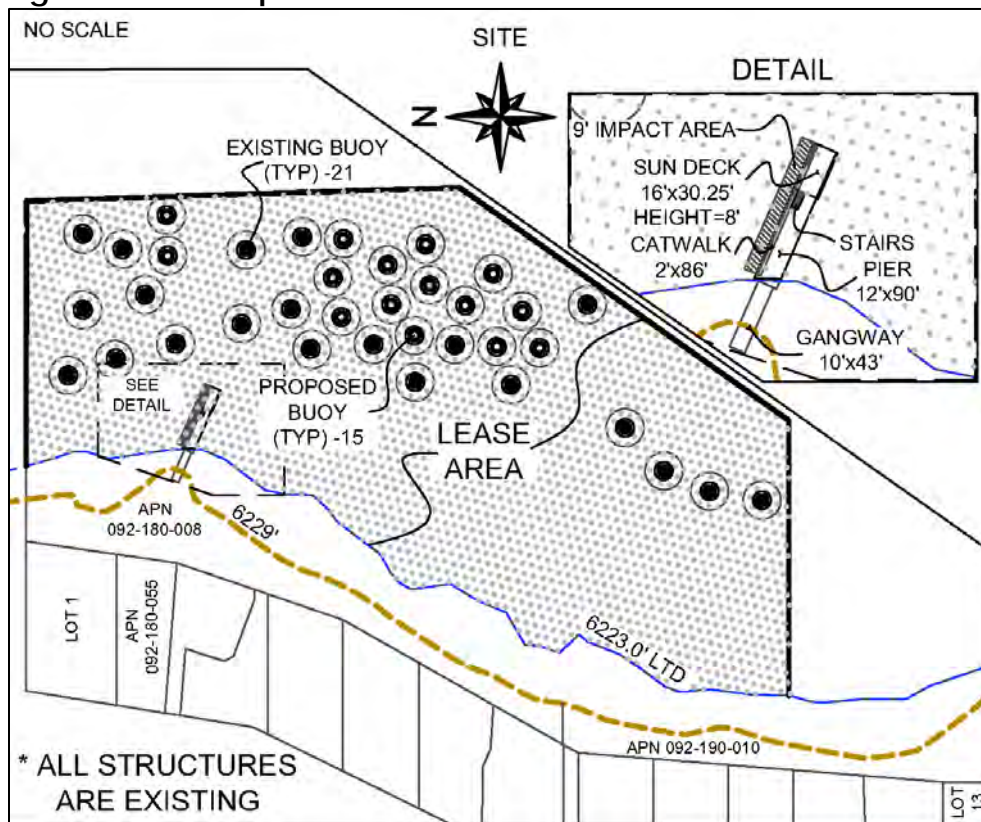 NO SCALE
SITE
N
DETAIL
EXISTING BUOY
(TYP) -21
9' IMPACT AREA
SUN DECK
16'x30.25'
HEIGHT=8'
CATWALK
2'x86'
STAIRS
PIER
12'x90'
GANGWAY
10'x43'
SEE
DETAIL
PROPOSED
BUOY
(TYP) -15
LEASE
AREA
APN
092-180-008
6229'
6223.0' LTD
LOT 1
APN
092-180-055
APN 092-190-010
LOT
13
* ALL STRUCTURES
ARE EXISTING